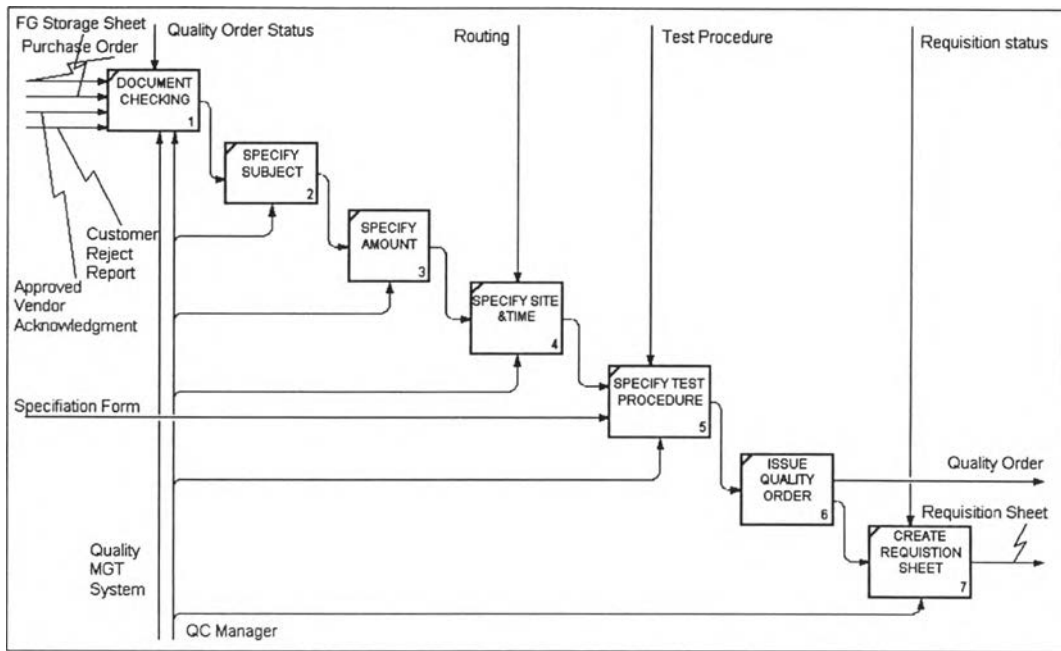 FG Storage Sheet
Purchase Order
Quality Order Status
Routing
Test Procedure
Requisition status
DOCUMENT
CHECKING
1
SPECIFY
SUBJECT
2
SPECIFY
AMOUNT
3
Customer
Reject
Report
Approved
Vendor
Acknowledgment
SPECIFY SITE
&TIME
4
SPECIFY TEST
PROCEDURE
5
Specifiation Form
ISSUE
QUALITY
ORDER
6
Quality Order
Requisition Sheet
CREATE
REQUISTION
SHEET
7
Quality
MGT
System
QC Manager